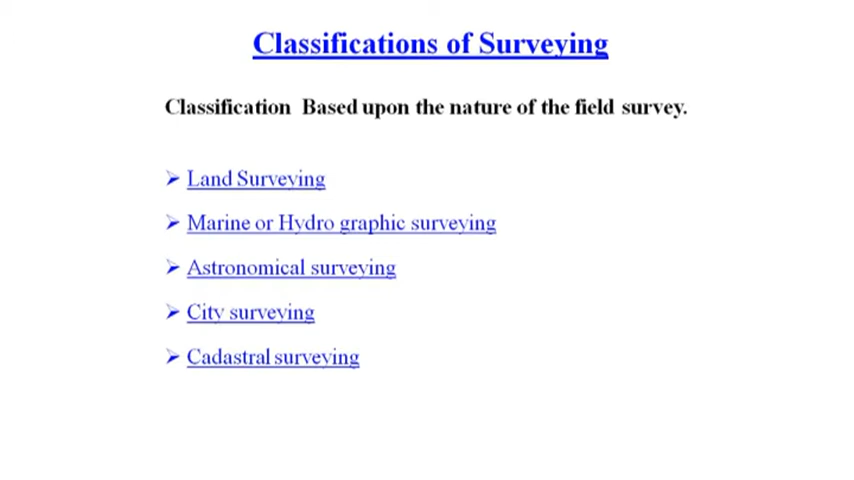 Classifications of Surveying
Classification Based upon the nature of the field survey.
➢ Land Surveying
➢ Marine or Hydro graphic surveying
➢ Astronomical surveying
➢ City surveying
➢ Cadastral surveying